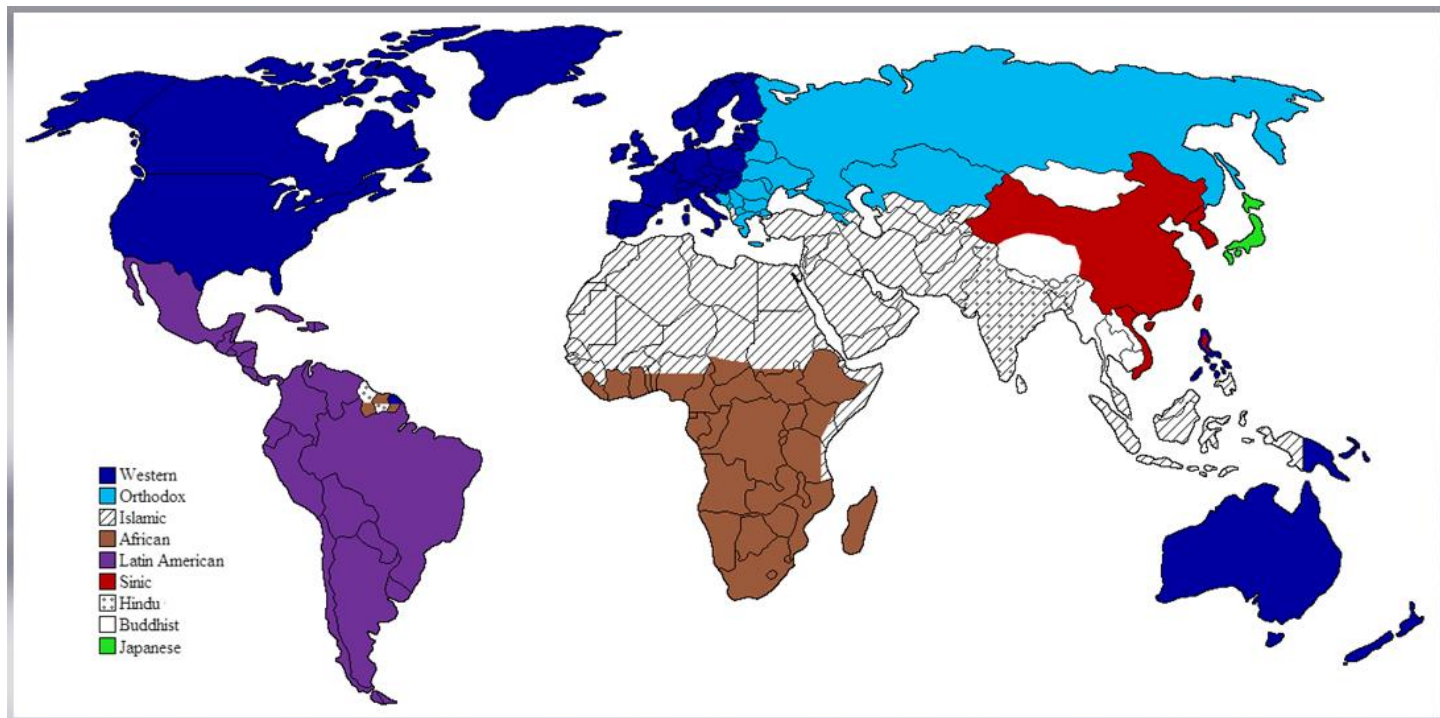 Western
Orthodox
Islamic
African
Latin American
Sinic
Hindu
Buddhist
Japanese